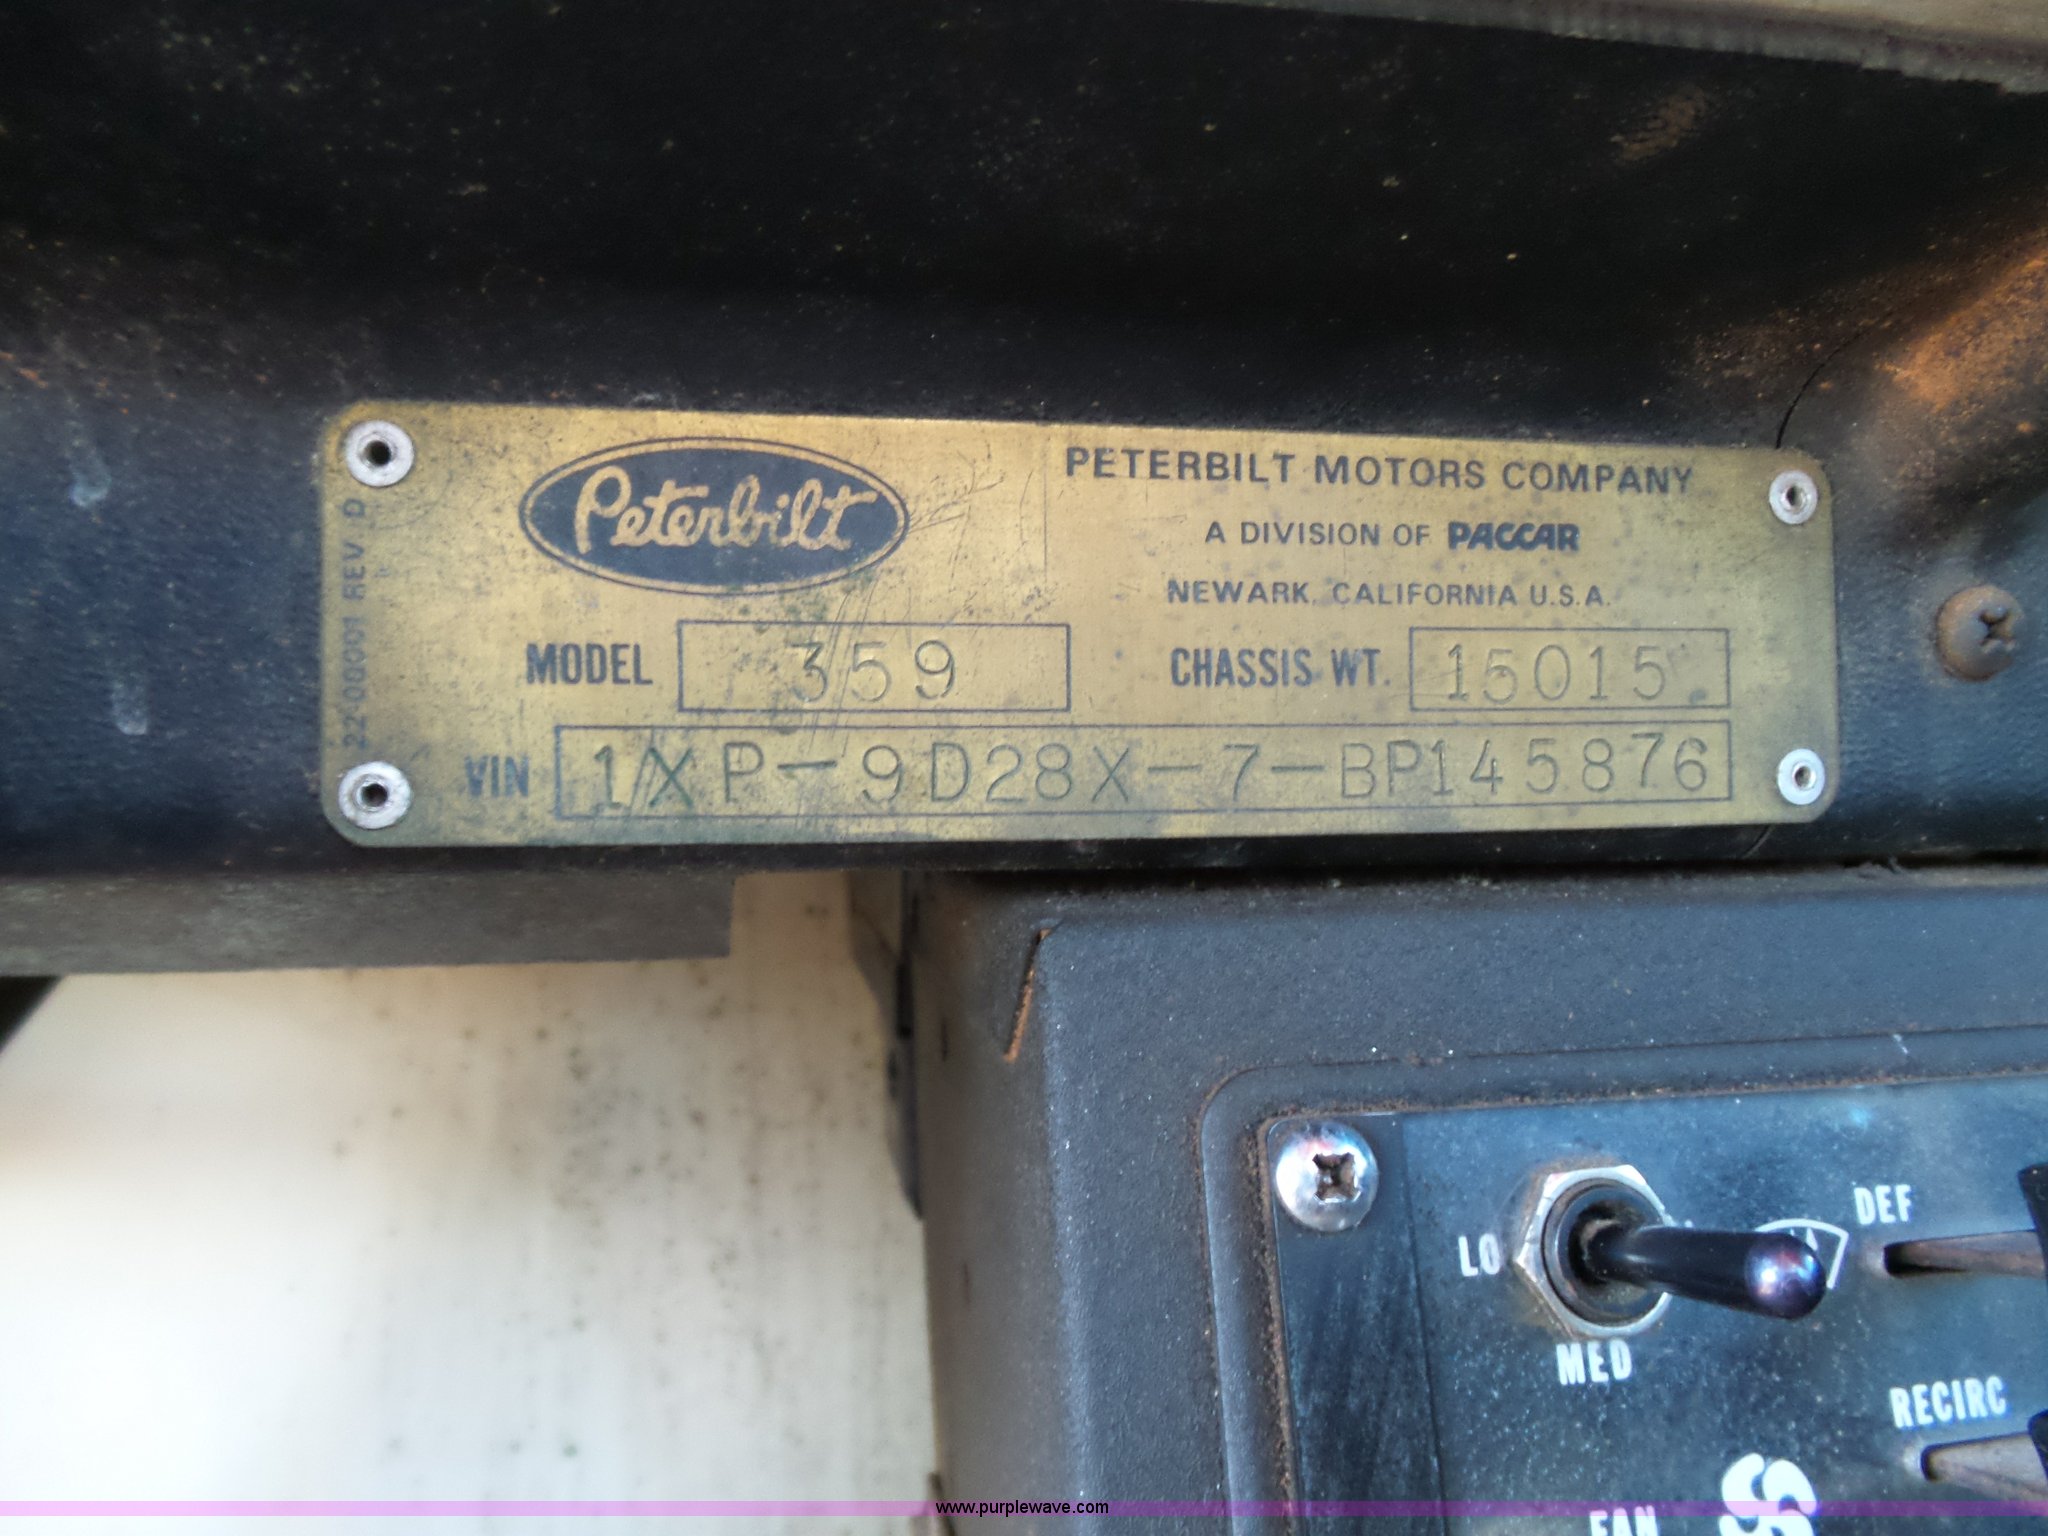 Peterbilt
PETERBILT MOTORS COMPANY
A DIVISION OF PACCAR
NEWARK, CALIFORNIA U.S.A.
MODEL 359
CHASSIS WT. 15015
VIN 1XP-9D28X-7-BP145876
22-00001 REV D
LO
MED
DEF
RECIRC
FAN
www.purplewave.com